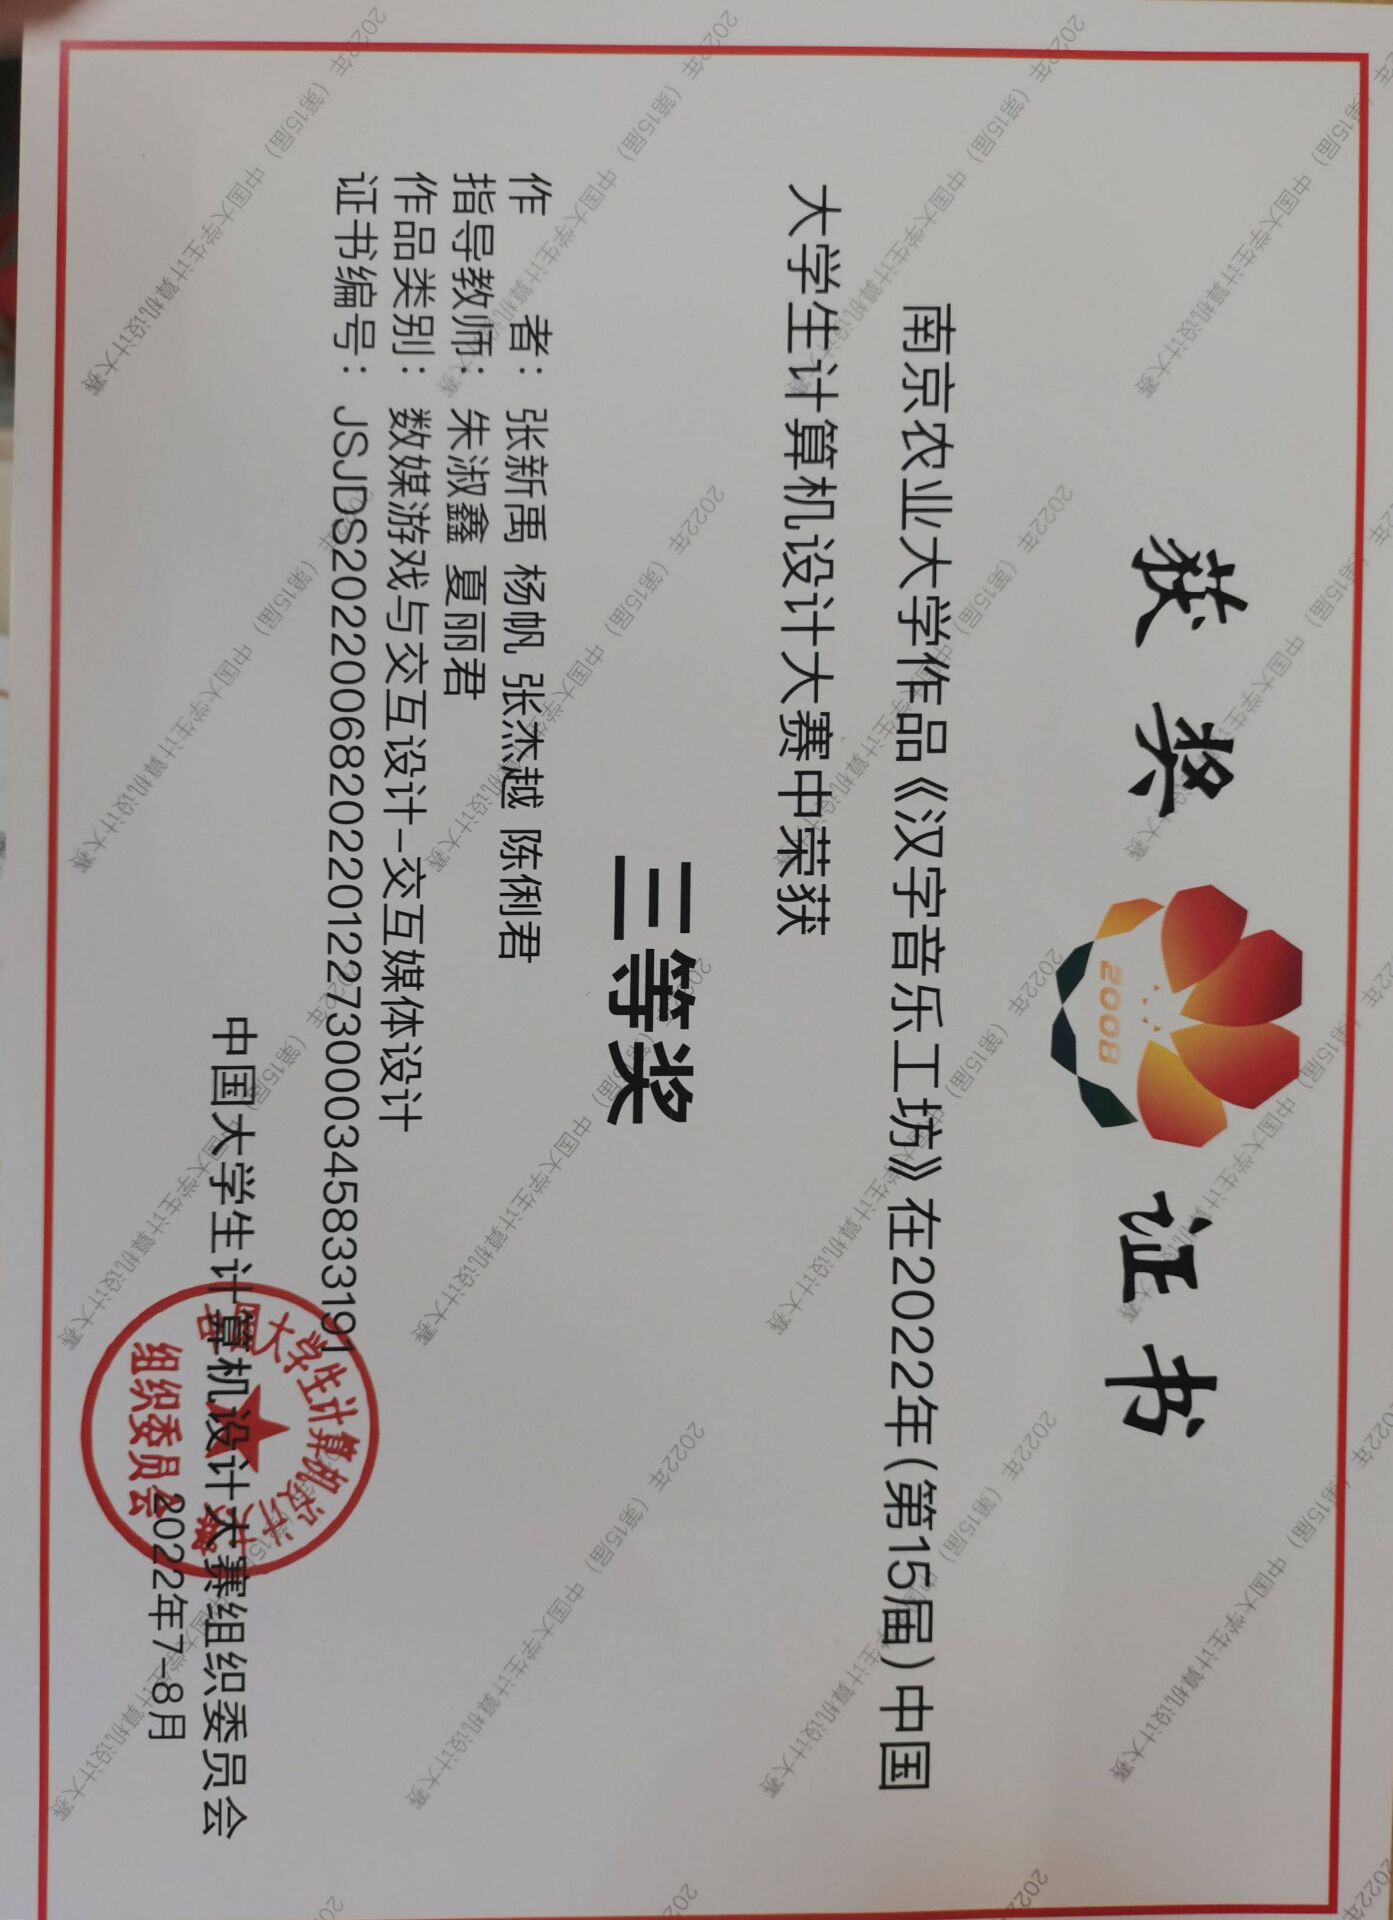 获奖证书
2008
南京农业大学作品《汉字音乐工坊》在2022年(第15届)中国
大学生计算机设计大赛中荣获
三等奖
作 者：张新禹 杨帆 张杰越 陈俐君
指导教师：朱淑鑫 夏丽君
作品类别：数媒游戏与交互设计–交互媒体设计
证书编号：JSJDS202200682022012273000345833191
中国大学生计算机设计大赛组织委员会
2022年7–8月
中国大学生计算机设计大赛
组织委员会
2022年（第15届）中国大学生计算机设计大赛